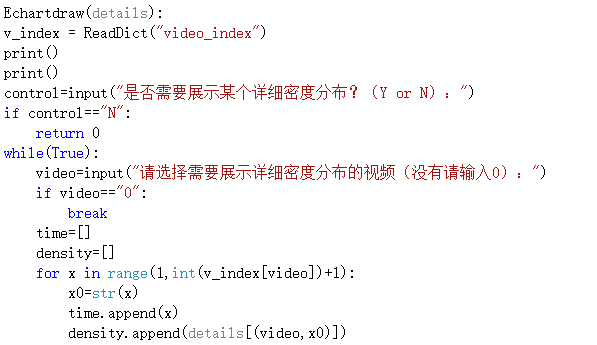 Echartdraw(details):
v_index = ReadDict("video_index")
print()
print()
control=input("是否需要展示某个详细密度分布？（Y or N）：")
if control=="N":
    return 0
while(True):
    video=input("请选择需要展示详细密度分布的视频（没有请输入0）：")
    if video=="0":
        break
    time=[]
    density=[]
    for x in range(1,int(v_index[video])+1):
        x0=str(x)
        time.append(x)
        density.append(details[(video,x0)])